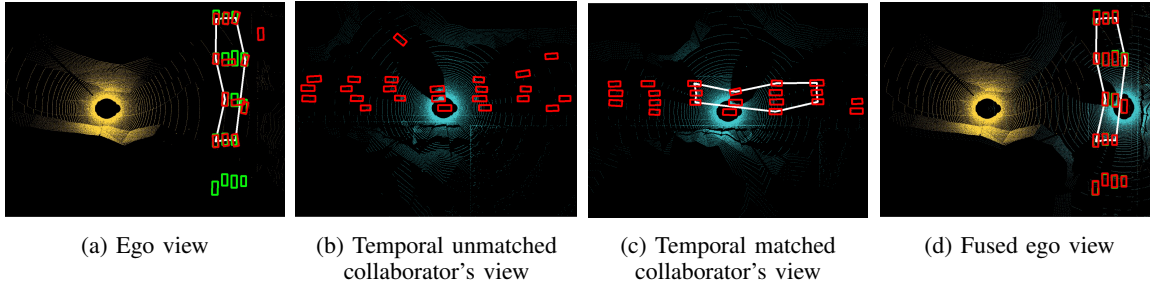 (a) Ego view
(b) Temporal unmatched
collaborator's view
(c) Temporal matched
collaborator's view
(d) Fused ego view